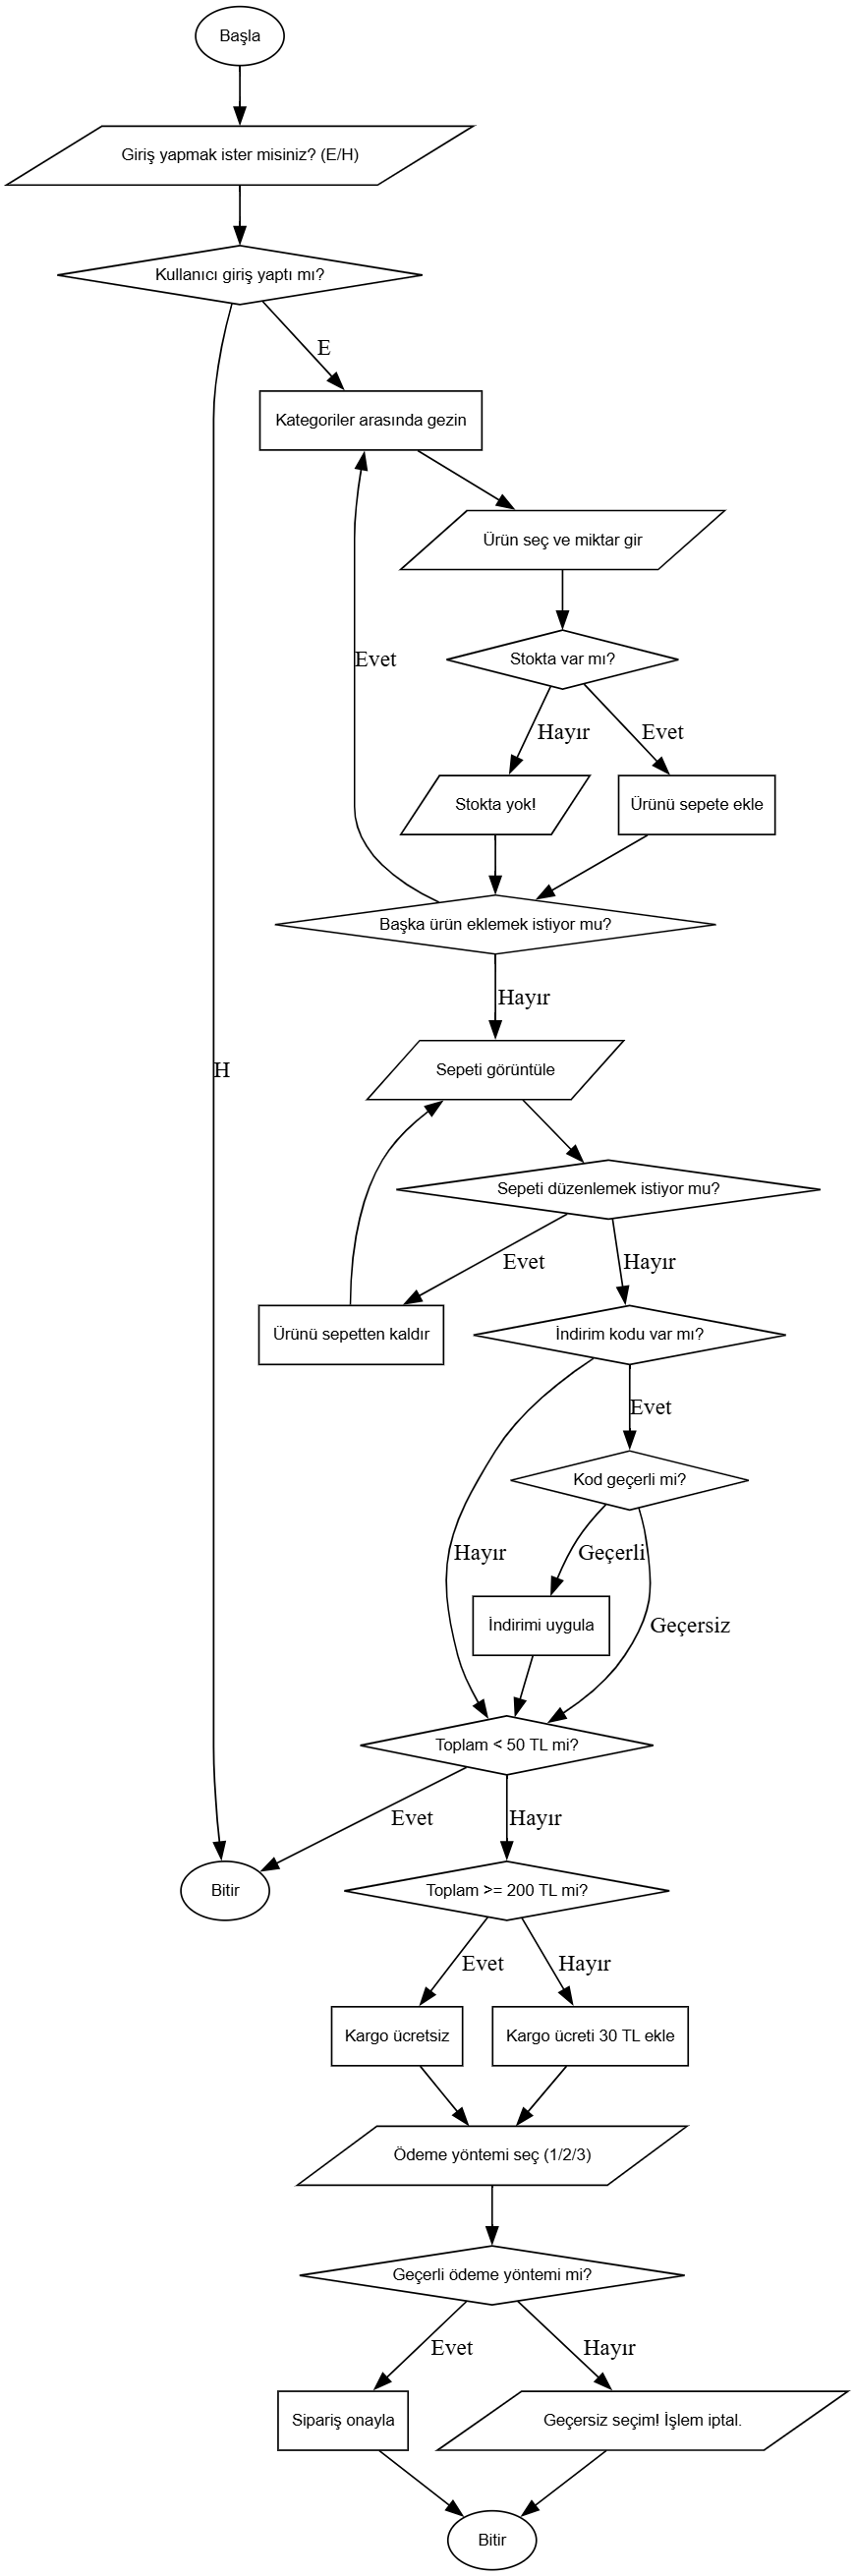 Başla
Giriş yapmak ister misiniz? (E/H)
Kullanıcı giriş yaptı mı?
E
Kategoriler arasında gezin
Ürün seç ve miktar gir
Evet
Stokta var mı?
Hayır
Evet
Stokta yok!
Ürünü sepete ekle
Başka ürün eklemek istiyor mu?
Hayır
H
Sepeti görüntüle
Sepeti düzenlemek istiyor mu?
Evet
Hayır
Ürünü sepetten kaldır
İndirim kodu var mı?
Evet
Kod geçerli mi?
Hayır
Geçerli
İndirimi uygula
Geçersiz
Toplam < 50 TL mi?
Evet
Hayır
Bitir
Toplam >= 200 TL mi?
Evet
Hayır
Kargo ücretsiz
Kargo ücreti 30 TL ekle
Ödeme yöntemi seç (1/2/3)
Geçerli ödeme yöntemi mi?
Evet
Hayır
Sipariş onayla
Geçersiz seçim! İşlem iptal.
Bitir